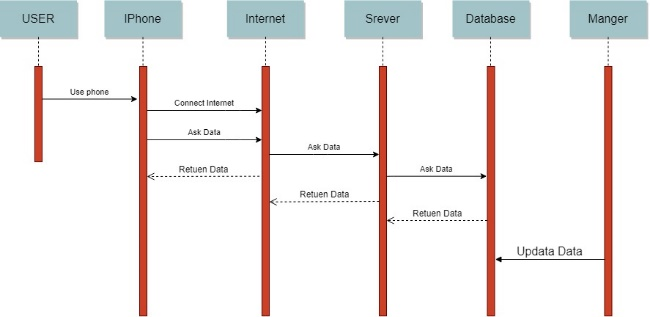 USER
IPhone
Internet
Srever
Database
Manger
Use phone
Connect Internet
Ask Data
Ask Data
Retuen Data
Ask Data
Retuen Data
Retuen Data
Updata Data